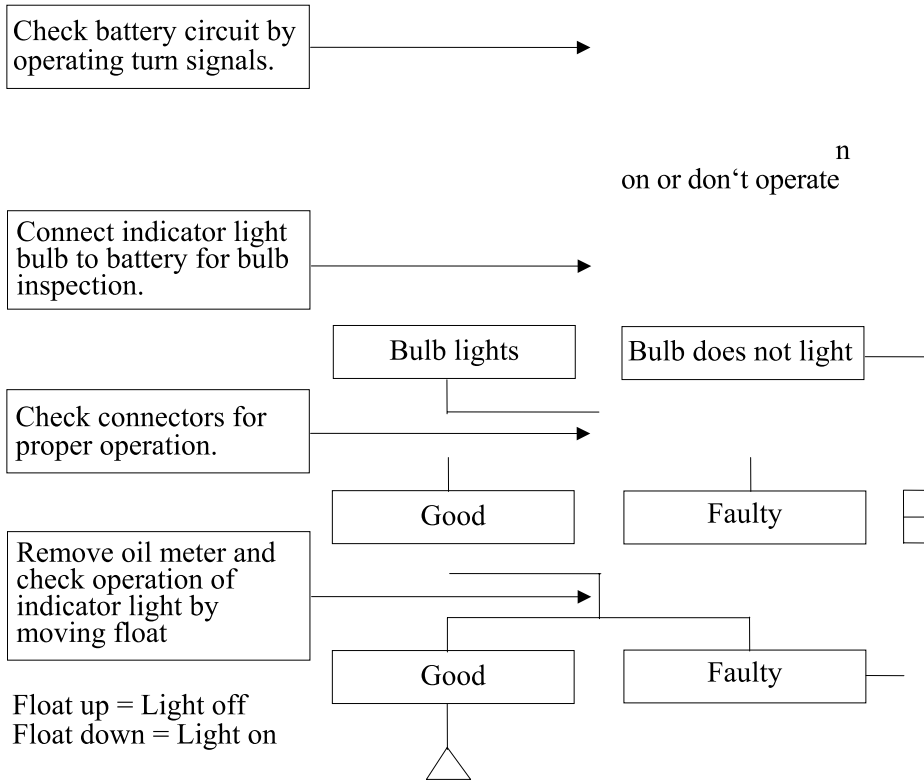 Check battery circuit by
operating turn signals.
n
on or don‘t operate
Connect indicator light
bulb to battery for bulb
inspection.
Bulb lights
Bulb does not light
Check connectors for
proper operation.
Good
Faulty
Remove oil meter and
check operation of
indicator light by
moving float
Good
Faulty
Float up = Light off
Float down = Light on